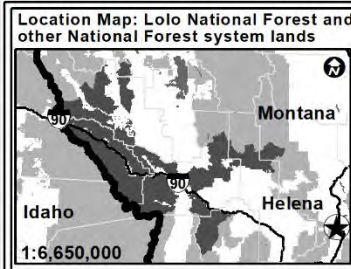 Location Map: Lolo National Forest and
other National Forest system lands
N
Montana
90
90
Helena
Idaho
1:6,650,000